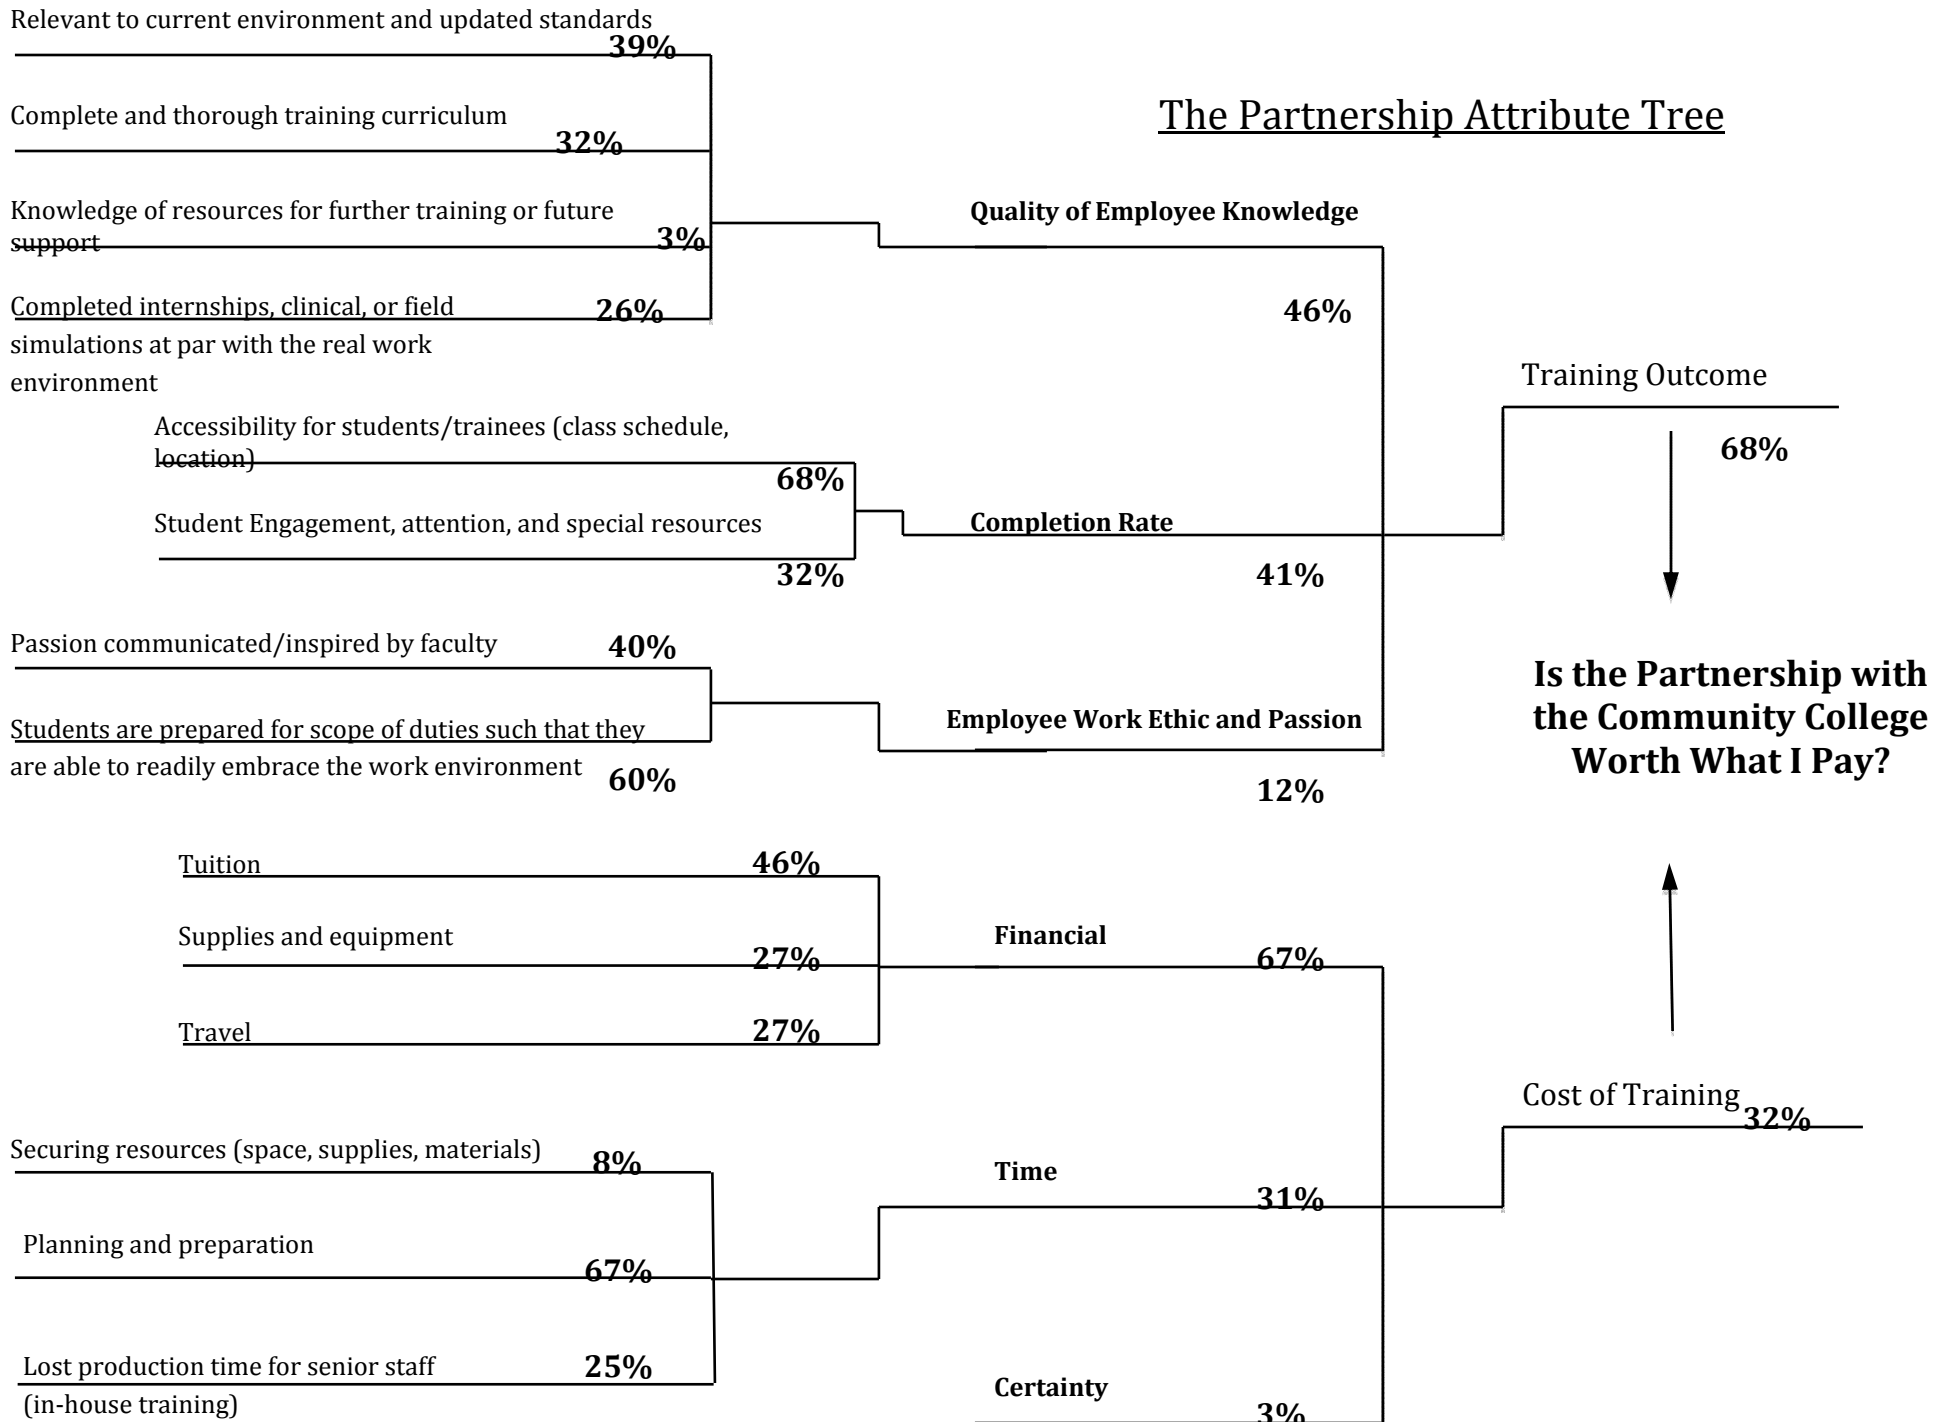 Relevant to current environment and updated standards
39%
Complete and thorough training curriculum
32%
The Partnership Attribute Tree
Knowledge of resources for further training or future
support
3%
Quality of Employee Knowledge
Completed internships, clinical, or field
simulations at par with the real work
environment
26%
46%
Training Outcome
68%
Accessibility for students/trainees (class schedule,
location)
68%
Student Engagement, attention, and special resources
32%
Completion Rate
41%
Passion communicated/inspired by faculty
40%
Students are prepared for scope of duties such that they
are able to readily embrace the work environment
60%
Employee Work Ethic and Passion
12%
Is the Partnership with
the Community College
Worth What I Pay?
Tuition
46%
Supplies and equipment
27%
Travel
27%
Financial
67%
Cost of Training
32%
Securing resources (space, supplies, materials)
8%
Planning and preparation
67%
Lost production time for senior staff
(in-house training)
25%
Time
31%
Certainty
3%